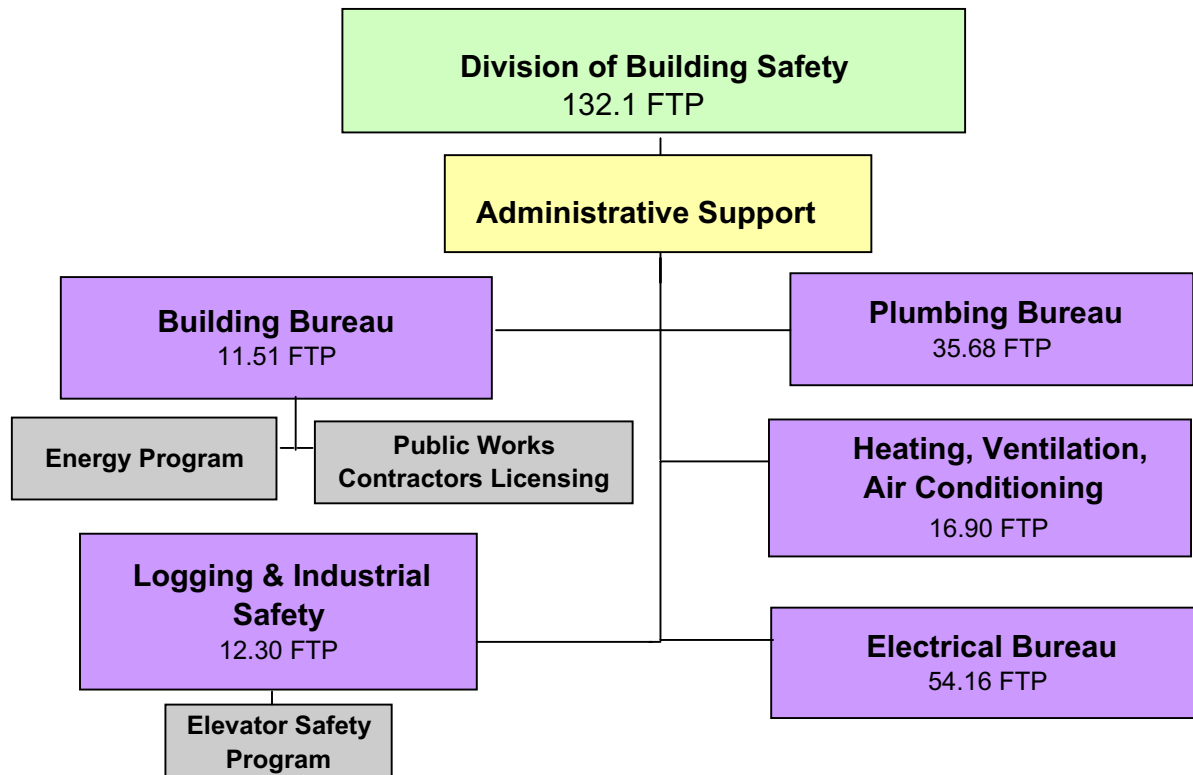 Division of Building Safety
132.1 FTP
Administrative Support
Building Bureau
11.51 FTP
Plumbing Bureau
35.68 FTP
Energy Program
Public Works
Contractors Licensing
Heating, Ventilation,
Air Conditioning
16.90 FTP
Logging & Industrial
Safety
12.30 FTP
Electrical Bureau
54.16 FTP
Elevator Safety
Program